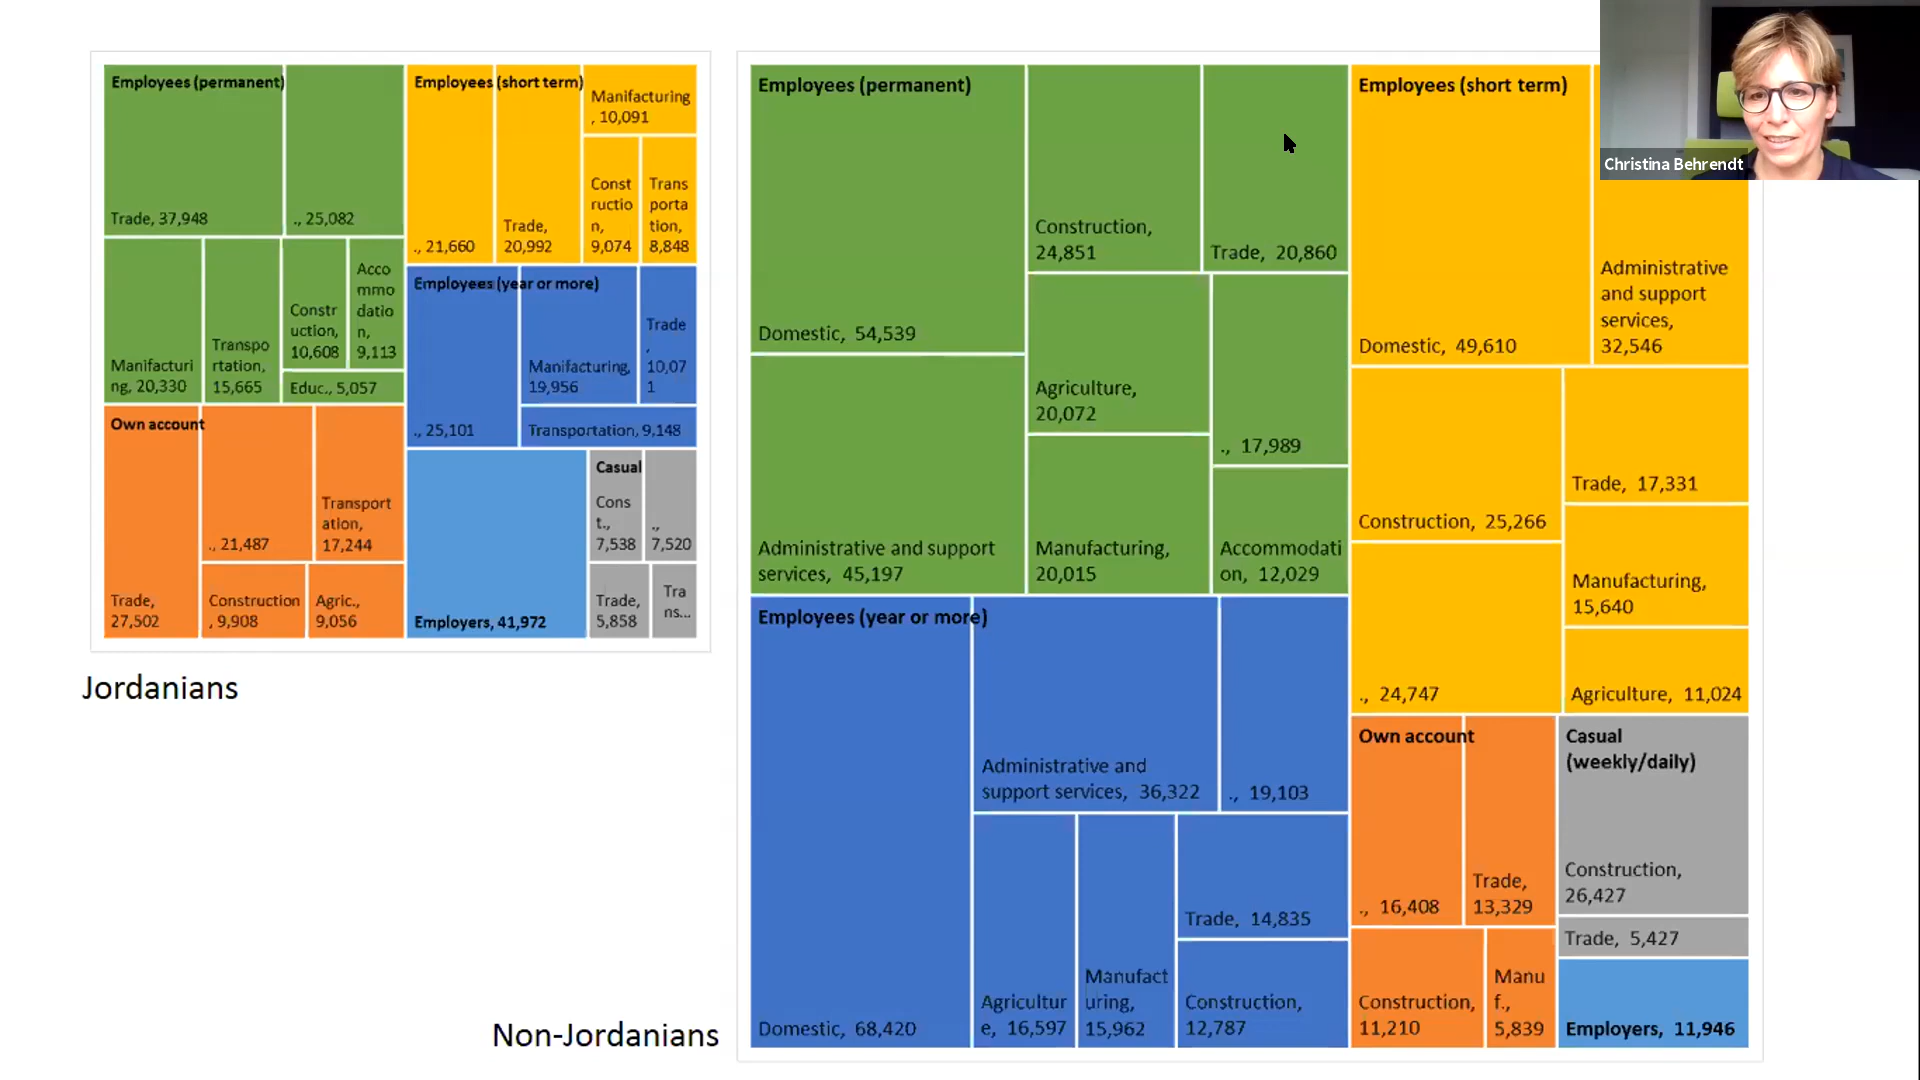 Employees (permanent)
Trade, 37,948
., 25,082
Manifacturi
ng, 20,330
Transpo
rtation,
15,665
Constr
uction,
10,608
Acco
mmo
datio
n,
9,113
Educ., 5,057
Employees (short term)
., 21,660
Trade,
20,992
Manifacturing
, 10,091
Const
ructio
n,
9,074
Trans
porta
tion,
8,848
Employees (year or more)
., 25,101
Manifacturing,
19,956
Trade
,
10,07
1
Transportation, 9,148
Own account
Trade,
27,502
., 21,487
Transport
ation,
17,244
Construction
, 9,908
Agric.,
9,056
Employers, 41,972
Casual
Cons
t.,
7,538
.,
7,520
Trade,
5,858
Tra
ns...
Jordanians
Employees (permanent)
Domestic, 54,539
Administrative and support
services, 45,197
Construction,
24,851
Trade, 20,860
Agriculture,
20,072
Manufacturing,
20,015
., 17,989
Accommodati
on, 12,029
Employees (short term)
Domestic, 49,610
Administrative
and support
services,
32,546
Construction, 25,266
., 24,747
Trade, 17,331
Manufacturing,
15,640
Agriculture, 11,024
Employees (year or more)
Domestic, 68,420
Administrative and
support services, 36,322
., 19,103
Agricultur
e, 16,597
Manufact
uring,
15,962
Trade, 14,835
Construction,
12,787
Own account
., 16,408
Trade,
13,329
Construction,
11,210
Manu
f.,
5,839
Casual
(weekly/daily)
Construction,
26,427
Trade, 5,427
Employers, 11,946
Non-Jordanians
Christina Behrendt